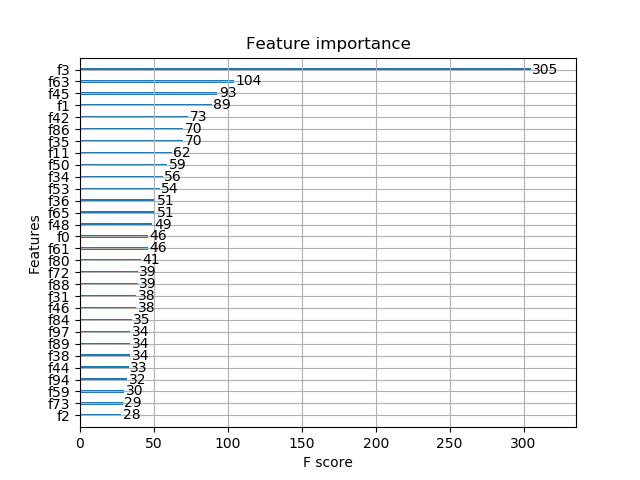 Feature importance
f3 305
f63 104
f45 93
f1 89
f42 73
f86 70
f35 70
f11 62
f50 59
f34 56
f53 54
f36 51
f65 51
f48 49
f0 46
f61 46
f80 41
f72 39
f88 39
f31 38
f46 38
f84 35
f97 34
f89 34
f38 34
f44 33
f94 32
f59 30
f73 29
f2 28
Features
0 50 100 150 200 250 300
F score